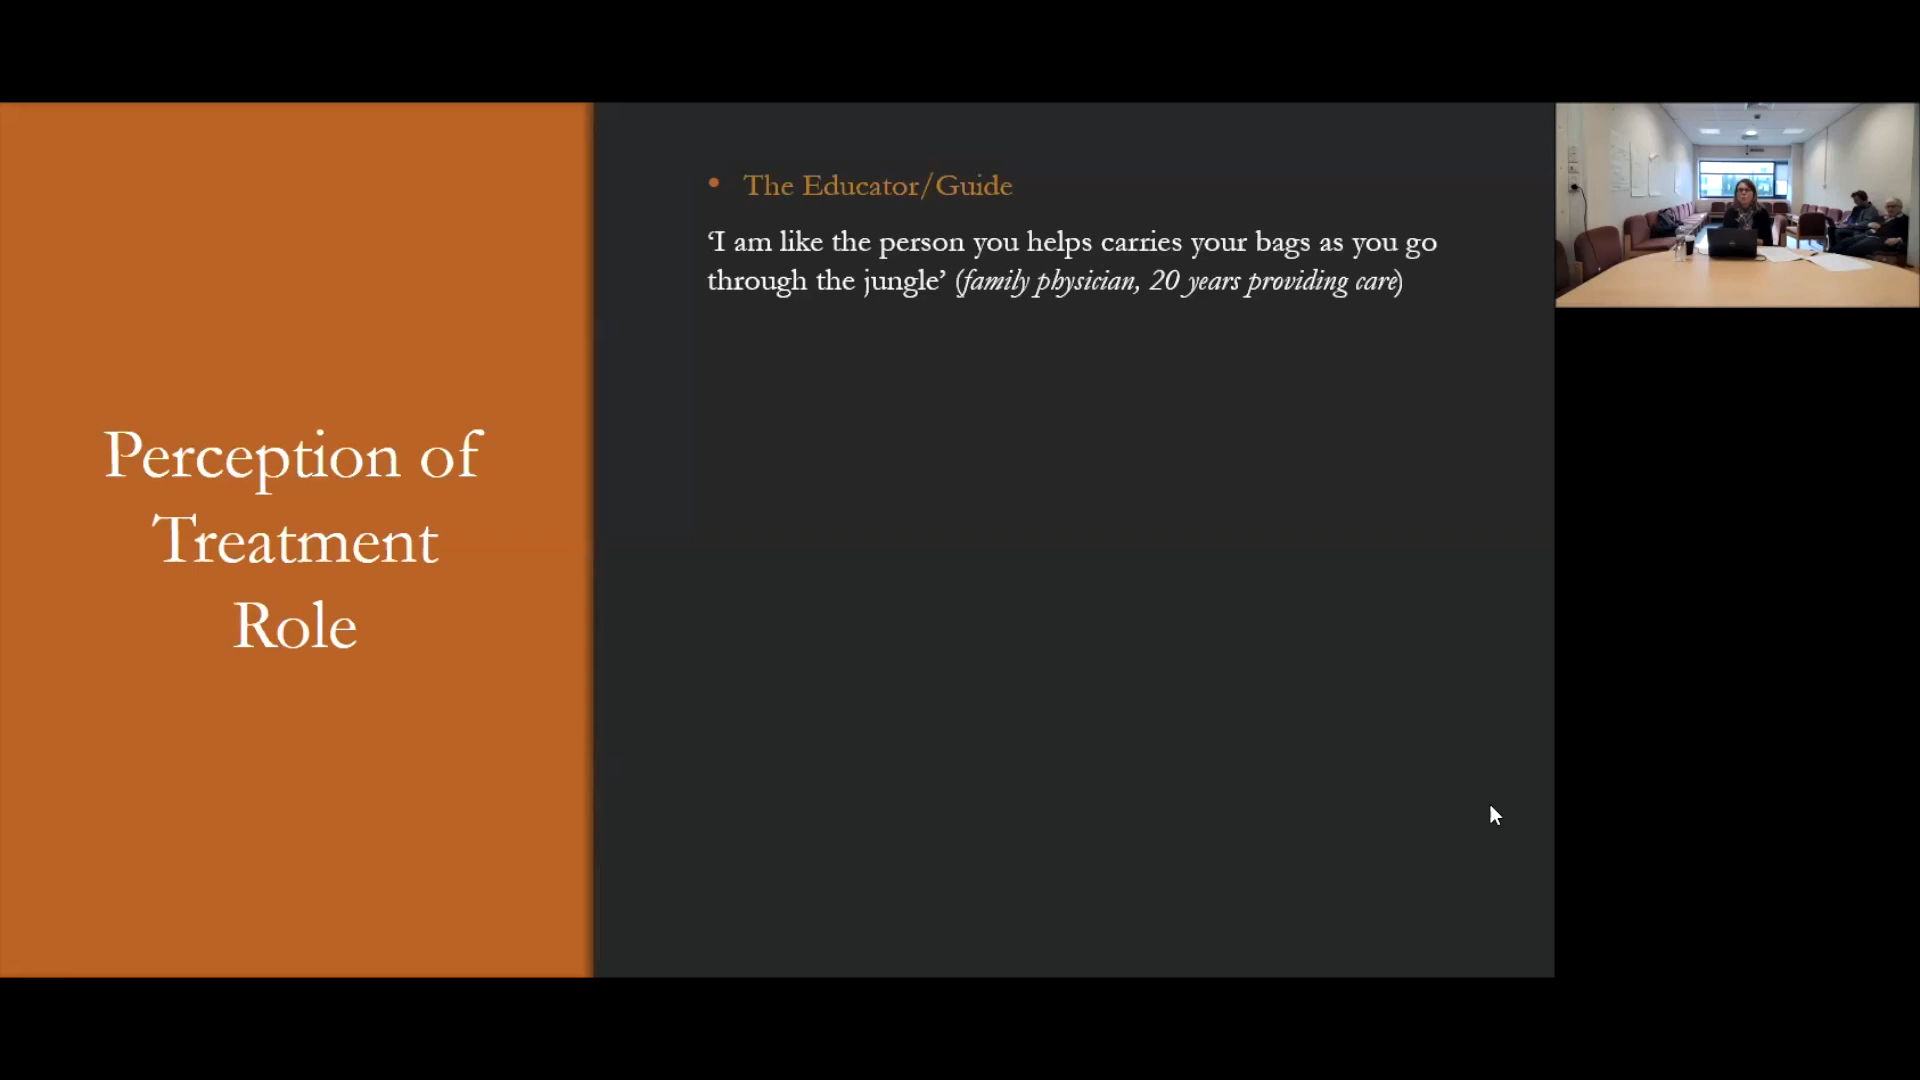 Perception of
Treatment
Role
• The Educator/Guide
‘I am like the person you helps carries your bags as you go
through the jungle’ (family physician, 20 years providing care)